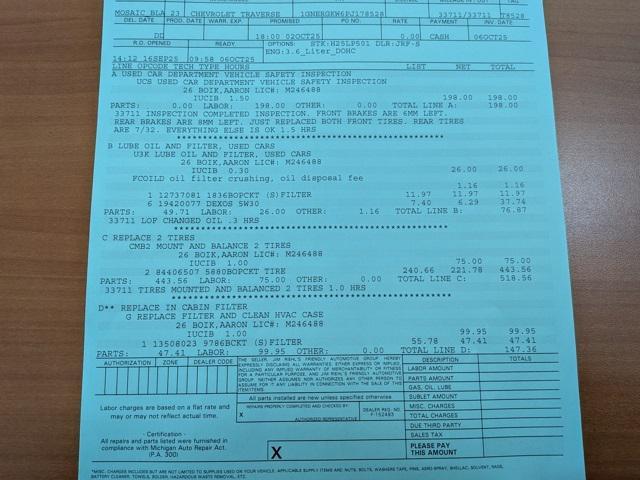 MOSAIC_BLA 23 CHEVROLET TRAVERSE 1GNERGKW6PJ178528 33711/33711 T8528
DEL. DATE PROD. DATE WARR. EXP. PROMISED PO NO. RATE PAYMENT INV. DATE
DD 18:00 02OCT25 0.00 CASH 06OCT25
R.O. OPENED READY OPTIONS: STK:H25LP501 DLR:JRP-S
ENG:3.6_Liter_DOHC
14:12 16SEP25 09:58 06OCT25
LINE OPCODE TECH TYPE HOURS LIST NET TOTAL
A USED CAR DEPARTMENT VEHICLE SAFETY INSPECTION
UCS USED CAR DEPARTMENT VEHICLE SAFETY INSPECTION
26 BOIK,AARON LIC#: M246488
IUCIB 1.50 198.00 198.00
PARTS: 0.00 LABOR: 198.00 OTHER: 0.00 TOTAL LINE A: 198.00
33711 INSPECTION COMPLETED INSPECTION. FRONT BRAKES ARE 6MM LEFT.
REAR BRAKES ARE 8MM LEFT. JUST REPLACED BOTH FRONT TIRES. REAR TIRES
ARE 7/32. EVERYTHING ELSE IS OK 1.5 HRS
****************************************************
B LUBE OIL AND FILTER, USED CARS
U3K LUBE OIL AND FILTER, USED CARS
26 BOIK,AARON LIC#: M246488
IUCIB 0.30 26.00 26.00
FCOILD oil filter crushing, oil disposal fee
1.16 1.16
1 12737081 1836BOPCKT (S)FILTER 11.97 11.97 11.97
6 19420077 DEXOS 5W30 7.40 6.29 37.74
PARTS: 49.71 LABOR: 26.00 OTHER: 1.16 TOTAL LINE B: 76.87
33711 LOF CHANGED OIL .3 HRS
****************************************************
C REPLACE 2 TIRES
CMB2 MOUNT AND BALANCE 2 TIRES
26 BOIK,AARON LIC#: M246488
IUCIB 1.00 75.00 75.00
2 84406507 5880BOPCKT TIRE 240.66 221.78 443.56
PARTS: 443.56 LABOR: 75.00 OTHER: 0.00 TOTAL LINE C: 518.56
33711 TIRES MOUNTED AND BALANCED 2 TIRES 1.0 HRS
****************************************************
D** REPLACE IN CABIN FILTER
G REPLACE FILTER AND CLEAN HVAC CASE
26 BOIK,AARON LIC#: M246488
IUCIB 1.00 99.95 99.95
1 13508023 9786BCKT (S)FILTER 55.78 47.41 47.41
PARTS: 47.41 LABOR: 99.95 OTHER: 0.00 TOTAL LINE D: 147.36
AUTHORIZATION ZONE DEALER CODE
DESCRIPTION TOTALS
LABOR AMOUNT
PARTS AMOUNT
GAS, OIL, LUBE
SUBLET AMOUNT
MISC. CHARGES
TOTAL CHARGES
DUE THIRD PARTY
SALES TAX
PLEASE PAY THIS AMOUNT
All parts installed are new unless specified otherwise.
REPAIRS PROPERLY COMPLETED AND CHECKED BY:
DEALER REG. NO.
F-152483
X
AUTHORIZED REPRESENTATIVE
Labor charges are based on a flat rate and
may or may not reflect actual time.
- Certification -
All repairs and parts listed were furnished in
compliance with Michigan Auto Repair Act.
(P.A. 300)
X